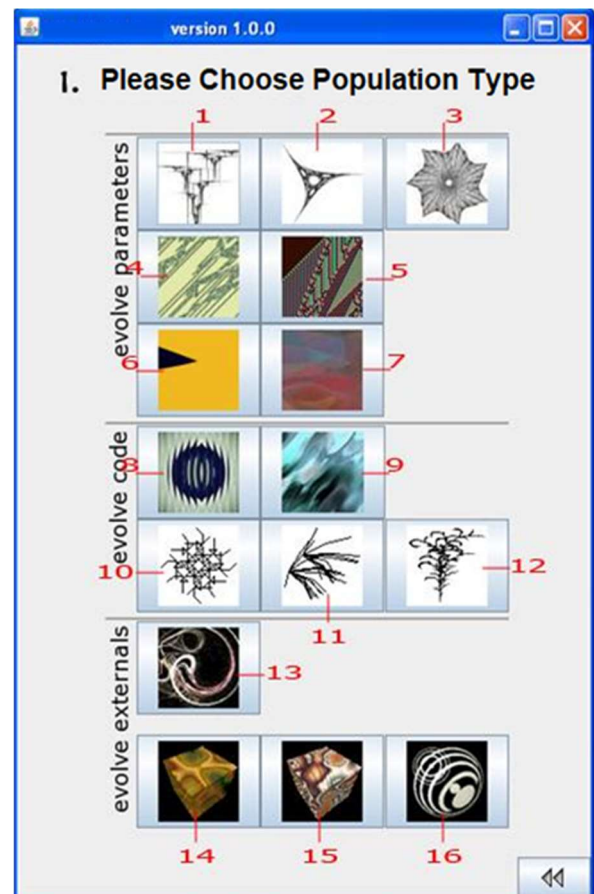 version 1.0.0
1. Please Choose Population Type
1 2 3
evolve parameters
4 5
6 7
evolve code
8 9
10 11 12
evolve externals
13
14 15 16